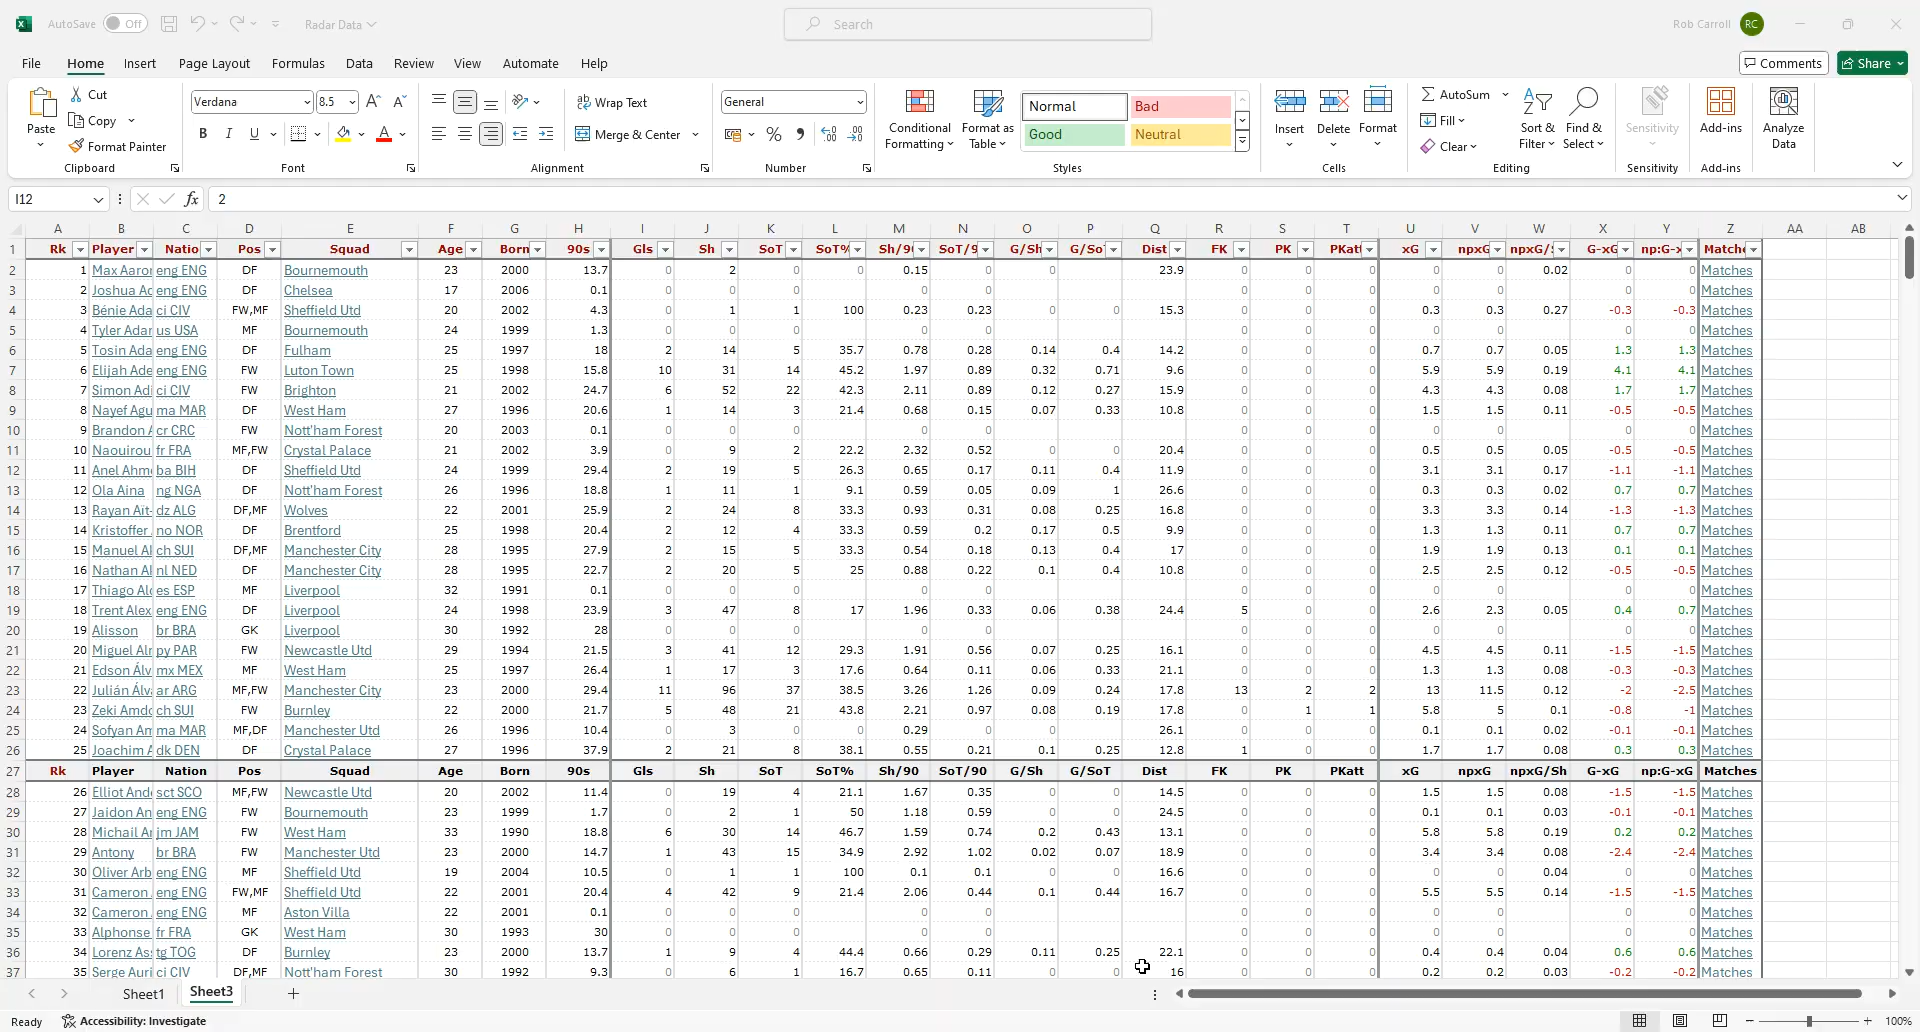 AutoSave Off Radar Data Search Rob Carroll RC
File Home Insert Page Layout Formulas Data Review View Automate Help Comments Share
Paste Cut Copy Format Painter Clipboard
Verdana 8.5 A A B I U A Font
Wrap Text Merge & Center Alignment
General % Number
Conditional Formatting Format as Table Normal Bad Good Neutral Styles
Insert Delete Format Cells
AutoSum Fill Clear Sort & Filter Find & Select Editing
Sensitivity Sensitivity
Add-ins Add-ins
Analyze Data
I12 fx 2
A B C D E F G H I J K L M N O P Q R S T U V W X Y Z AA AB
1 Rk Player Natio Pos Squad Age Born 90s Gls Sh SoT SoT% Sh/90 SoT/9 G/Sh G/So Dist FK PK PKatt xG npxG npxG/S G-xG np:G-x Matche
2 1 Max Aaron eng ENG DF Bournemouth 23 2000 13.7 0 2 0 0 0.15 0 0 23.9 0 0 0 0 0 0.02 0 0 Matches
3 2 Joshua Ac eng ENG DF Chelsea 17 2006 0.1 0 0 0 0 0 0 0 0 0 0 0 0 Matches
4 3 Bénie Ada ci CIV FW,MF Sheffield Utd 20 2002 4.3 0 1 1 100 0.23 0.23 0 0 15.3 0 0 0 0.3 0.3 0.27 -0.3 -0.3 Matches
5 4 Tyler Adar us USA MF Bournemouth 24 1999 1.3 0 0 0 0 0 0 0 0 0 0 0 0 Matches
6 5 Tosin Ada eng ENG DF Fulham 25 1997 18 2 14 5 35.7 0.78 0.28 0.14 0.4 14.2 0 0 0 0.7 0.7 0.05 1.3 1.3 Matches
7 6 Elijah Ade eng ENG FW Luton Town 25 1998 15.8 10 31 14 45.2 1.97 0.89 0.32 0.71 9.6 0 0 0 5.9 5.9 0.19 4.1 4.1 Matches
8 7 Simon Adi ci CIV FW Brighton 21 2002 24.7 6 52 22 42.3 2.11 0.89 0.12 0.27 15.9 0 0 0 4.3 4.3 0.08 1.7 1.7 Matches
9 8 Nayef Agu ma MAR DF West Ham 27 1996 20.6 1 14 3 21.4 0.68 0.15 0.07 0.33 10.8 0 0 0 1.5 1.5 0.11 -0.5 -0.5 Matches
10 9 Brandon A cr CRC FW Nott'ham Forest 20 2003 0.1 0 0 0 0 0 0 0 0 0 0 0 0 Matches
11 10 Naouirou fr FRA MF,FW Crystal Palace 21 2002 3.9 0 9 2 22.2 2.32 0.52 0 0 20.4 0 0 0 0.5 0.5 0.05 -0.5 -0.5 Matches
12 11 Anel Ahme ba BIH DF Sheffield Utd 24 1999 29.4 2 19 5 26.3 0.65 0.17 0.11 0.4 11.9 0 0 0 3.1 3.1 0.17 -1.1 -1.1 Matches
13 12 Ola Aina ng NGA DF Nott'ham Forest 26 1996 18.8 1 11 1 9.1 0.59 0.05 0.09 1 26.6 0 0 0 0.3 0.3 0.02 0.7 0.7 Matches
14 13 Rayan Aït- dz ALG DF,MF Wolves 22 2001 25.9 2 24 8 33.3 0.93 0.31 0.08 0.25 16.8 0 0 0 3.3 3.3 0.14 -1.3 -1.3 Matches
15 14 Kristoffer no NOR DF Brentford 25 1998 20.4 2 12 4 33.3 0.59 0.2 0.17 0.5 9.9 0 0 0 1.3 1.3 0.11 0.7 0.7 Matches
16 15 Manuel Al ch SUI DF,MF Manchester City 28 1995 27.9 2 15 5 33.3 0.54 0.18 0.13 0.4 17 0 0 0 1.9 1.9 0.13 0.1 0.1 Matches
17 16 Nathan Al nl NED DF Manchester City 28 1995 22.7 2 20 5 25 0.88 0.22 0.1 0.4 10.8 0 0 0 2.5 2.5 0.12 -0.5 -0.5 Matches
18 17 Thiago Alc es ESP MF Liverpool 32 1991 0.1 0 0 0 0 0 0 0 0 0 0 0 0 Matches
19 18 Trent Alex eng ENG DF Liverpool 24 1998 23.9 3 47 8 17 1.96 0.33 0.06 0.38 24.4 5 0 0 2.6 2.3 0.05 0.4 0.7 Matches
20 19 Alisson br BRA GK Liverpool 30 1992 28 0 0 0 0 0 0 0 0 0 0 0 0 Matches
21 20 Miguel Alr py PAR FW Newcastle Utd 29 1994 21.5 3 41 12 29.3 1.91 0.56 0.07 0.25 16.1 0 0 0 4.5 4.5 0.11 -1.5 -1.5 Matches
22 21 Edson Álv mx MEX MF West Ham 25 1997 26.4 1 17 3 17.6 0.64 0.11 0.06 0.33 21.1 0 0 0 1.3 1.3 0.08 -0.3 -0.3 Matches
23 22 Julián Álv ar ARG MF,FW Manchester City 23 2000 29.4 11 96 37 38.5 3.26 1.26 0.09 0.24 17.8 13 2 2 13 11.5 0.12 -2 -2.5 Matches
24 23 Zeki Amdo ch SUI FW Burnley 22 2000 21.7 5 48 21 43.8 2.21 0.97 0.08 0.19 17.8 0 1 1 5.8 5 0.1 -0.8 -1 Matches
25 24 Sofyan Am ma MAR MF,DF Manchester Utd 26 1996 10.4 0 3 0 0 0.29 0 0 26.1 0 0 0 0.1 0.1 0.02 -0.1 -0.1 Matches
26 25 Joachim A dk DEN DF Crystal Palace 27 1996 37.9 2 21 8 38.1 0.55 0.21 0.1 0.25 12.8 1 0 0 1.7 1.7 0.08 0.3 0.3 Matches
27 Rk Player Nation Pos Squad Age Born 90s Gls Sh SoT SoT% Sh/90 SoT/90 G/Sh G/SoT Dist FK PK PKatt xG npxG npxG/Sh G-xG np:G-xG Matches
28 26 Elliot Ande sct SCO MF,FW Newcastle Utd 20 2002 11.4 0 19 4 21.1 1.67 0.35 0 0 14.5 0 0 0 1.5 1.5 0.08 -1.5 -1.5 Matches
29 27 Jaidon An eng ENG FW Bournemouth 23 1999 1.7 0 2 1 50 1.18 0.59 0 0 24.5 0 0 0 0.1 0.1 0.03 -0.1 -0.1 Matches
30 28 Michail Ar jm JAM FW West Ham 33 1990 18.8 6 30 14 46.7 1.59 0.74 0.2 0.43 13.1 0 0 0 5.8 5.8 0.19 0.2 0.2 Matches
31 29 Antony br BRA FW Manchester Utd 23 2000 14.7 1 43 15 34.9 2.92 1.02 0.02 0.07 18.9 0 0 0 3.4 3.4 0.08 -2.4 -2.4 Matches
32 30 Oliver Arb eng ENG MF Sheffield Utd 19 2004 10.5 0 1 1 100 0.1 0.1 0 0 16.6 0 0 0 0 0 0.04 0 0 Matches
33 31 Cameron eng ENG FW,MF Sheffield Utd 22 2001 20.4 4 42 9 21.4 2.06 0.44 0.1 0.44 16.7 0 0 0 5.5 5.5 0.14 -1.5 -1.5 Matches
34 32 Cameron eng ENG MF Aston Villa 22 2001 0.1 0 0 0 0 0 0 0 0 0 0 0 0 Matches
35 33 Alphonse fr FRA GK West Ham 30 1993 30 0 0 0 0 0 0 0 0 0 0 0 0 Matches
36 34 Lorenz Ass tg TOG DF Burnley 23 2000 13.7 1 9 4 44.4 0.66 0.29 0.11 0.25 22.1 0 0 0 0.4 0.4 0.04 0.6 0.6 Matches
37 35 Serge Auri ci CIV DF,MF Nott'ham Forest 30 1992 9.3 0 6 1 16.7 0.65 0.11 0 0 16 0 0 0 0.2 0.2 0.03 -0.2 -0.2 Matches
Sheet1 Sheet3
Ready Accessibility: Investigate 100%